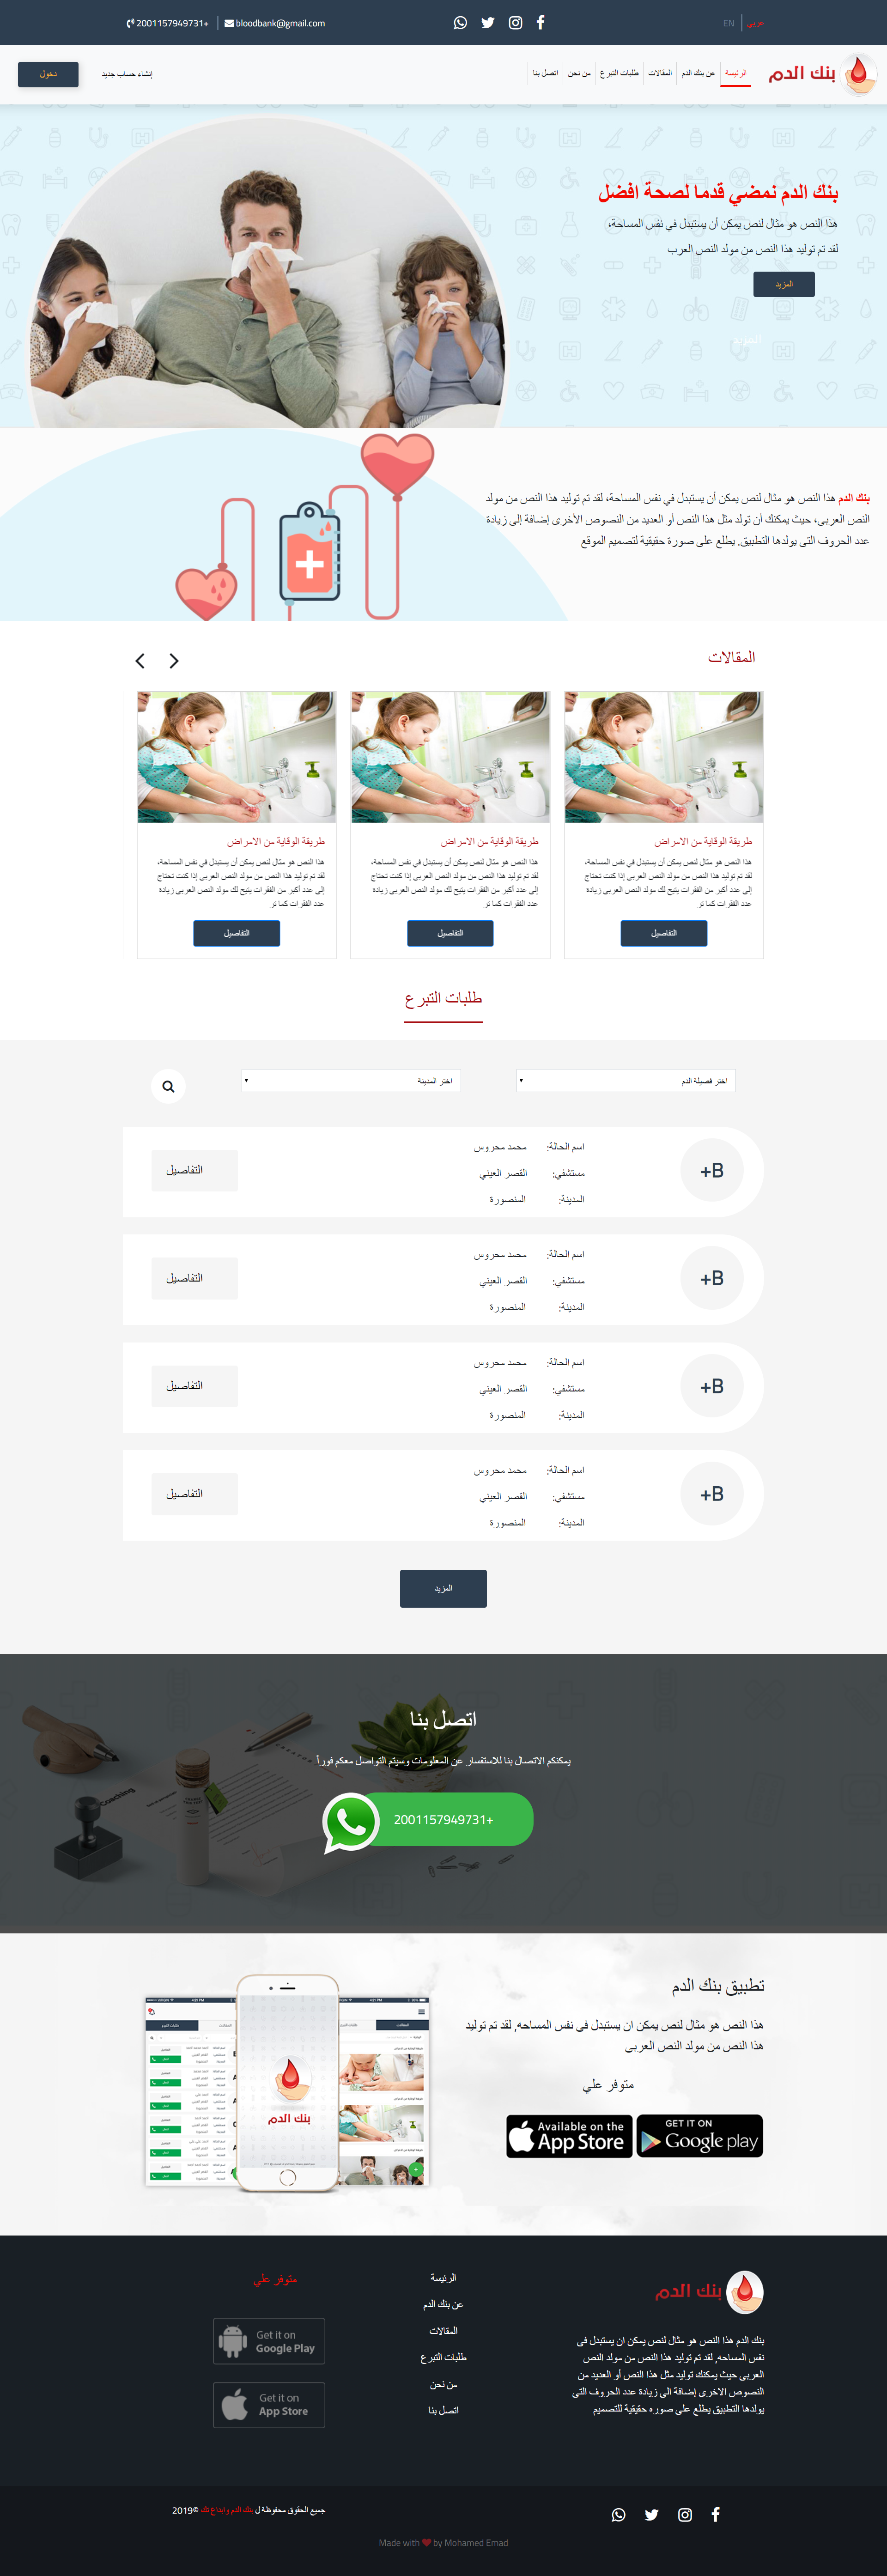 عربي
EN
bloodbank@gmail.com
+2001157949731
بنك الدم
الرئيسة
عن بنك الدم
المقالات
طلبات التبرع
من نحن
اتصل بنا
إنشاء حساب جديد
دخول
بنك الدم نمضي قدما لصحة افضل
هذا النص هو مثال لنص يمكن أن يستبدل في نفس المساحة،
لقد تم توليد هذا النص من مولد النص العرب
المزيد
المزيد
بنك الدم هذا النص هو مثال لنص يمكن أن يستبدل في نفس المساحة، لقد تم توليد هذا النص من مولد
النص العربى، حيث يمكنك أن تولد مثل هذا النص أو العديد من النصوص الأخرى إضافة إلى زيادة
عدد الحروف التى يولدها التطبيق. يطلع على صورة حقيقية لتصميم الموقع
المقالات
طريقة الوقاية من الامراض
هذا النص هو مثال لنص يمكن أن يستبدل في نفس المساحة،
لقد تم توليد هذا النص من مولد النص العربى إذا كنت تحتاج
إلى عدد أكبر من الفقرات يتيح لك مولد النص العربى زيادة
عدد الفقرات كما تر
التفاصيل
طريقة الوقاية من الامراض
هذا النص هو مثال لنص يمكن أن يستبدل في نفس المساحة،
لقد تم توليد هذا النص من مولد النص العربى إذا كنت تحتاج
إلى عدد أكبر من الفقرات يتيح لك مولد النص العربى زيادة
عدد الفقرات كما تر
التفاصيل
طريقة الوقاية من الامراض
هذا النص هو مثال لنص يمكن أن يستبدل في نفس المساحة،
لقد تم توليد هذا النص من مولد النص العربى إذا كنت تحتاج
إلى عدد أكبر من الفقرات يتيح لك مولد النص العربى زيادة
عدد الفقرات كما تر
التفاصيل
طلبات التبرع
اختر فصيلة الدم
اختر المدينة
+B
اسم الحالة: محمد محروس
مستشفي: القصر العيني
المدينة: المنصورة
التفاصيل
+B
اسم الحالة: محمد محروس
مستشفي: القصر العيني
المدينة: المنصورة
التفاصيل
+B
اسم الحالة: محمد محروس
مستشفي: القصر العيني
المدينة: المنصورة
التفاصيل
+B
اسم الحالة: محمد محروس
مستشفي: القصر العيني
المدينة: المنصورة
التفاصيل
المزيد
اتصل بنا
يمكنكم الاتصال بنا للاستفسار عن المعلومات وسيتم التواصل معكم فوراً
Coaching
2001157949731+
تطبيق بنك الدم
هذا النص هو مثال لنص يمكن ان يستبدل فى نفس المساحه, لقد تم توليد
هذا النص من مولد النص العربى
متوفر علي
GET IT ON
Google play
Available on the
App Store
بنك الدم
بنك الدم
بنك الدم هذا النص هو مثال لنص يمكن ان يستبدل فى
نفس المساحه, لقد تم توليد هذا النص من مولد النص
العربى حيث يمكنك توليد مثل هذا النص أو العديد من
النصوص الاخرى إضافة الى زيادة عدد الحروف التى
يولدها التطبيق يطلع على صوره حقيقية للتصميم
الرئيسة
عن بنك الدم
المقالات
طلبات التبرع
من نحن
اتصل بنا
متوفر علي
Get it on
Google Play
Get it on
App Store
جميع الحقوق محفوظة ل بنك الدم وابداع تك ©2019
Made with by Mohamed Emad